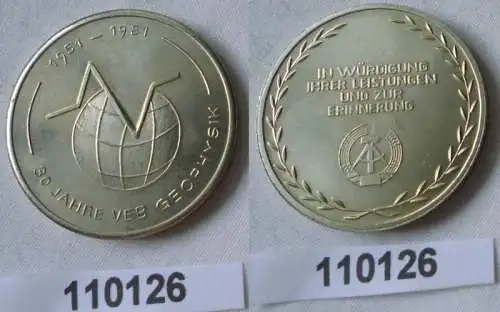 1951 - 1981
30 JAHRE VEB GEOPHYSIK
110126
IN WÜRDIGUNG
IHRER LEISTUNGEN
UND ZUR
ERINNERUNG
110126